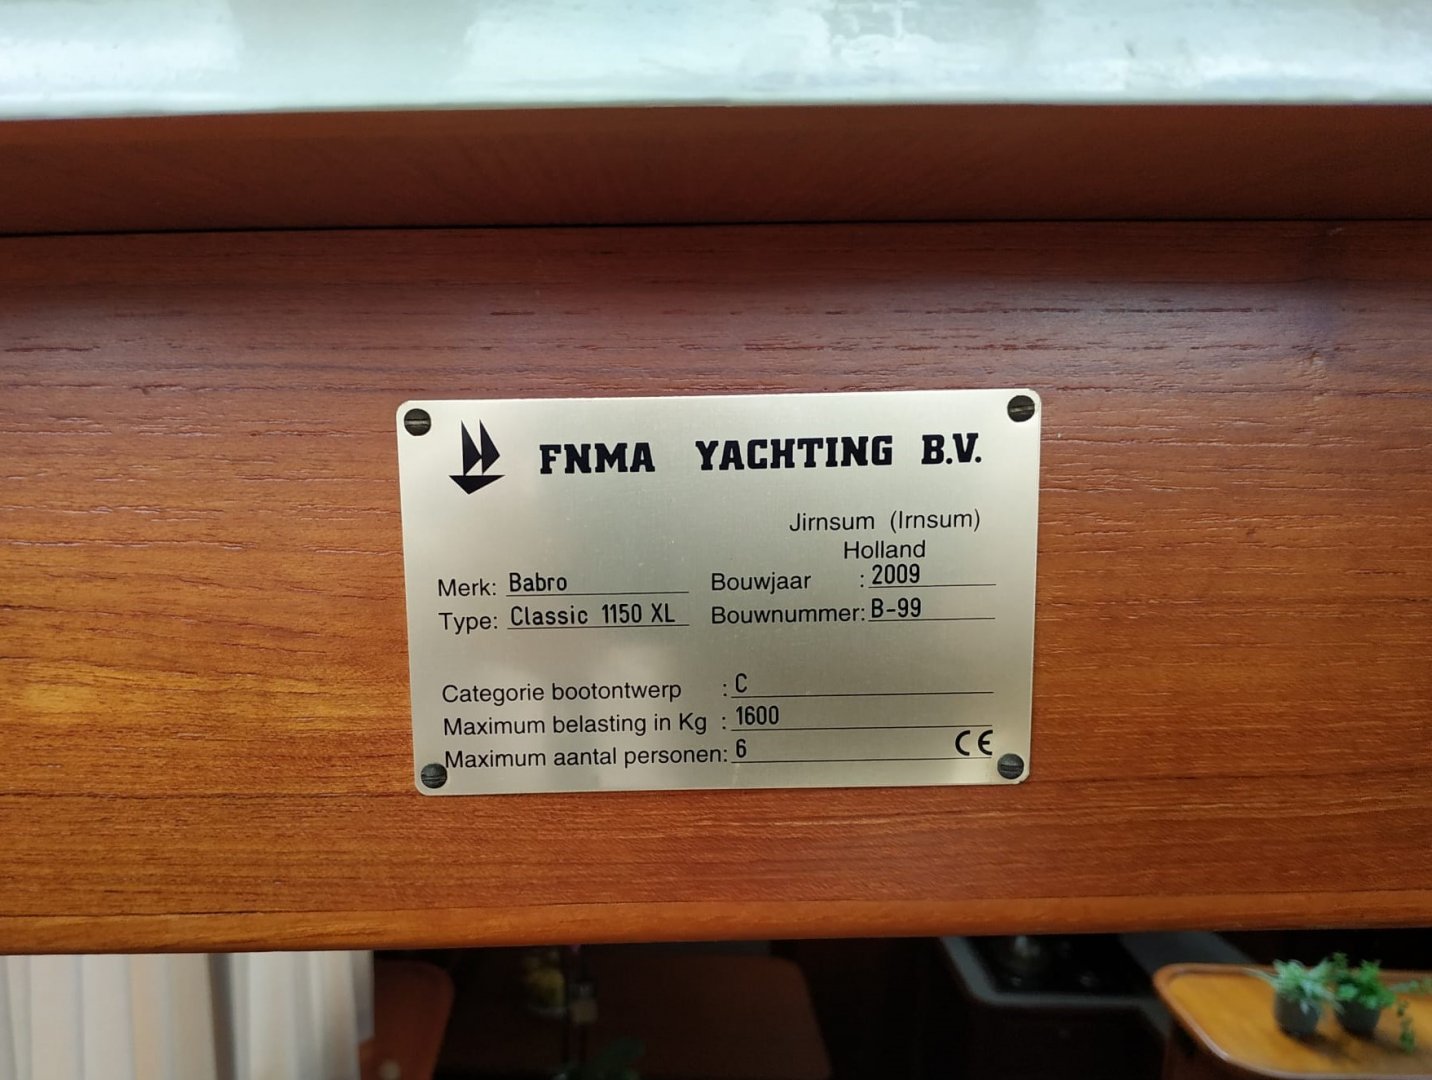 FNMA YACHTING B.V.
Jirnsum (Irnsum)
Holland
Merk: Babro Bouwjaar : 2009
Type: Classic 1150 XL Bouwnummer: B-99
Categorie bootontwerp : C
Maximum belasting in Kg : 1600
Maximum aantal personen: 6 CE